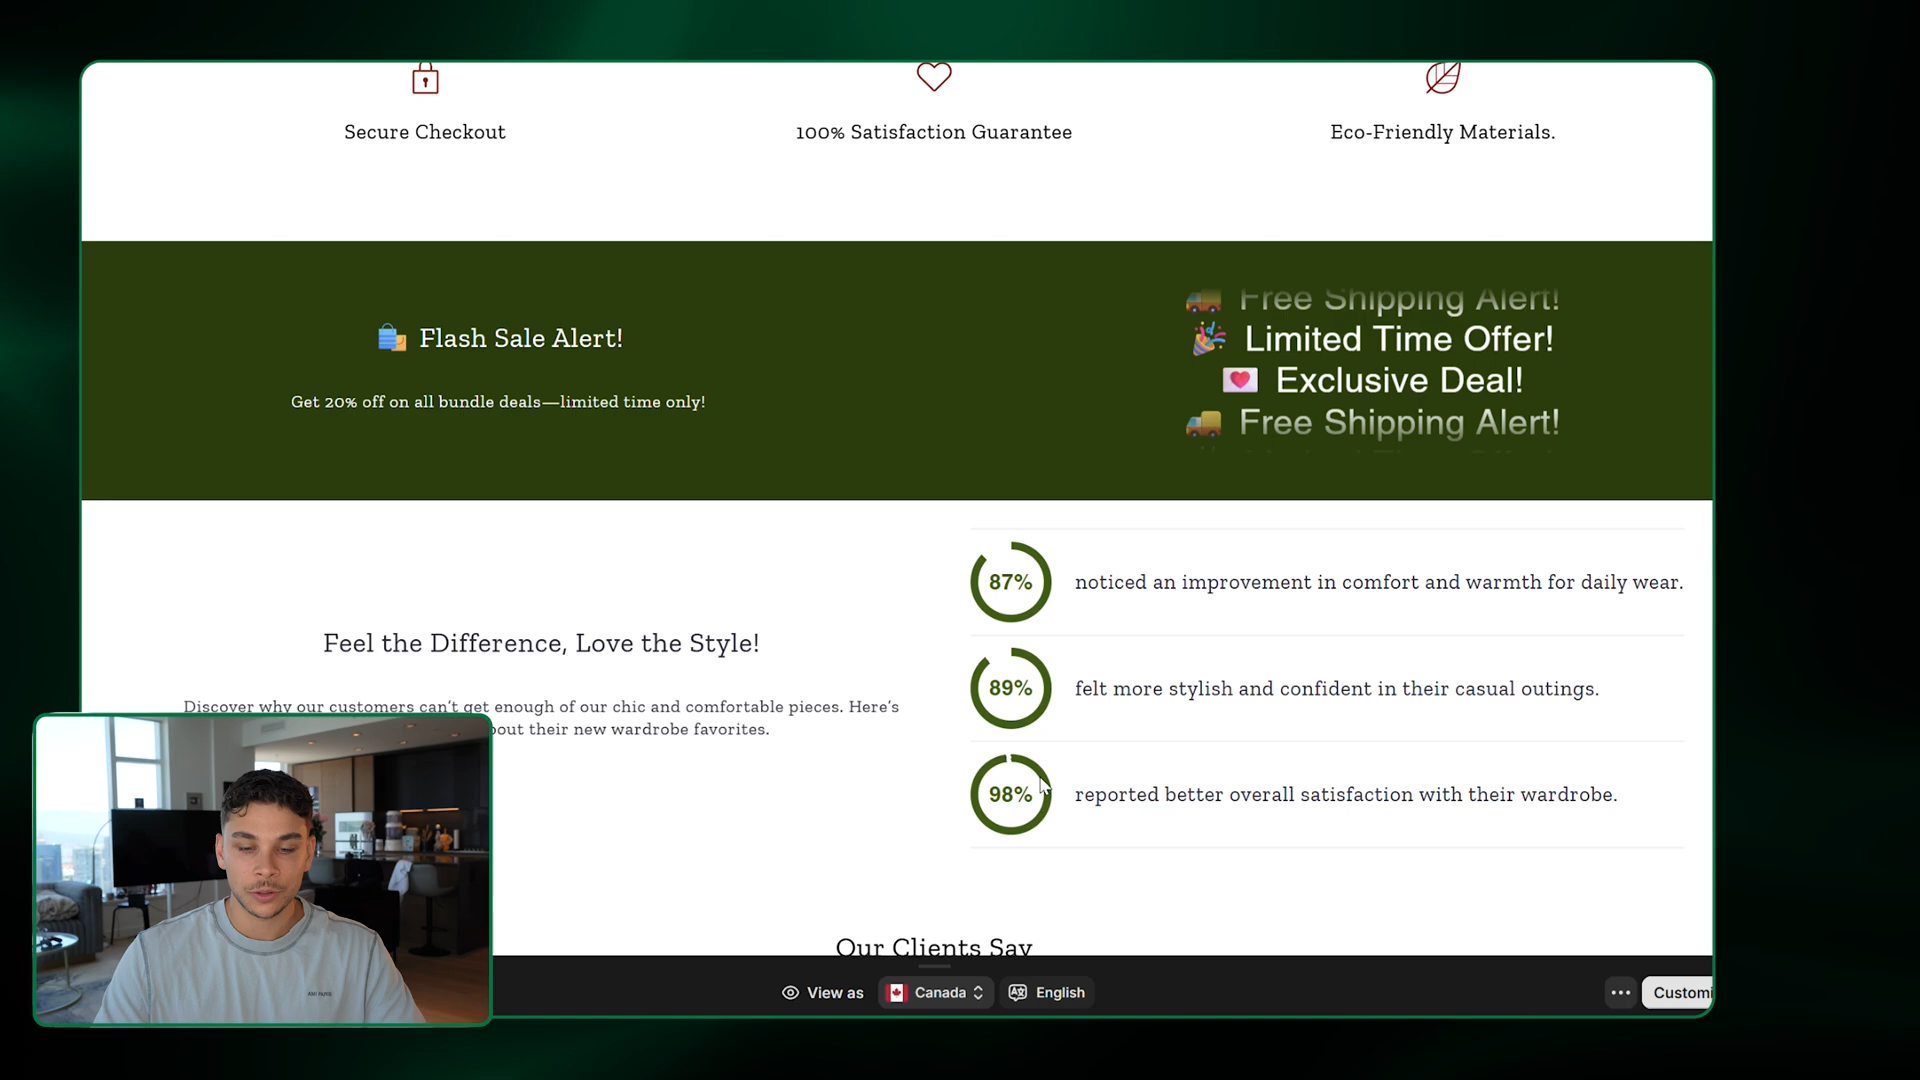 Secure Checkout
100% Satisfaction Guarantee
Eco-Friendly Materials.
🛍️ Flash Sale Alert!
Get 20% off on all bundle deals—limited time only!
🚚 Free Shipping Alert!
🎉 Limited Time Offer!
💌 Exclusive Deal!
🚚 Free Shipping Alert!
Feel the Difference, Love the Style!
Discover why our customers can't get enough of our chic and comfortable pieces. Here's
about their new wardrobe favorites.
87% noticed an improvement in comfort and warmth for daily wear.
89% felt more stylish and confident in their casual outings.
98% reported better overall satisfaction with their wardrobe.
Our Clients Say
View as
Canada
English
Customi
AMI PARIS